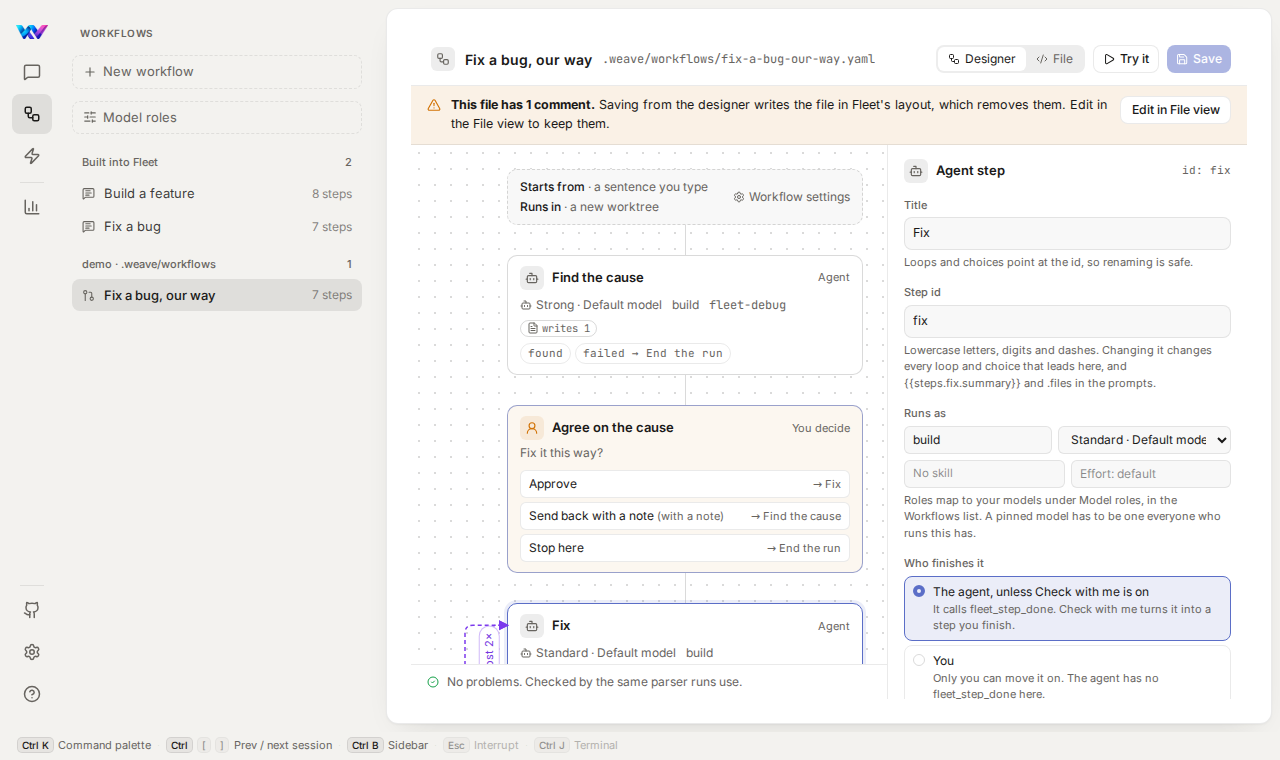 WORKFLOWS
New workflow
Model roles
Built into Fleet 2
Build a feature 8 steps
Fix a bug 7 steps
demo · .weave/workflows 1
Fix a bug, our way 7 steps
Fix a bug, our way .weave/workflows/fix-a-bug-our-way.yaml
Designer
File
Try it
Save
This file has 1 comment. Saving from the designer writes the file in Fleet's layout, which removes them. Edit in
the File view to keep them.
Edit in File view
Starts from · a sentence you type
Runs in · a new worktree
Workflow settings
Find the cause Agent
Strong · Default model build fleet-debug
writes 1
found failed → End the run
Agree on the cause You decide
Fix it this way?
Approve → Fix
Send back with a note (with a note) → Find the cause
Stop here → End the run
Fix Agent
Standard · Default model build
No problems. Checked by the same parser runs use.
Agent step id: fix
Title
Fix
Loops and choices point at the id, so renaming is safe.
Step id
fix
Lowercase letters, digits and dashes. Changing it changes
every loop and choice that leads here, and
{{steps.fix.summary}} and .files in the prompts.
Runs as
build Standard · Default mode
No skill Effort: default
Roles map to your models under Model roles, in the
Workflows list. A pinned model has to be one everyone who
runs this has.
Who finishes it
The agent, unless Check with me is on
It calls fleet_step_done. Check with me turns it into a
step you finish.
You
Only you can move it on. The agent has no
fleet_step_done here.
Ctrl K Command palette Ctrl [ ] Prev / next session Ctrl B Sidebar Esc Interrupt Ctrl J Terminal